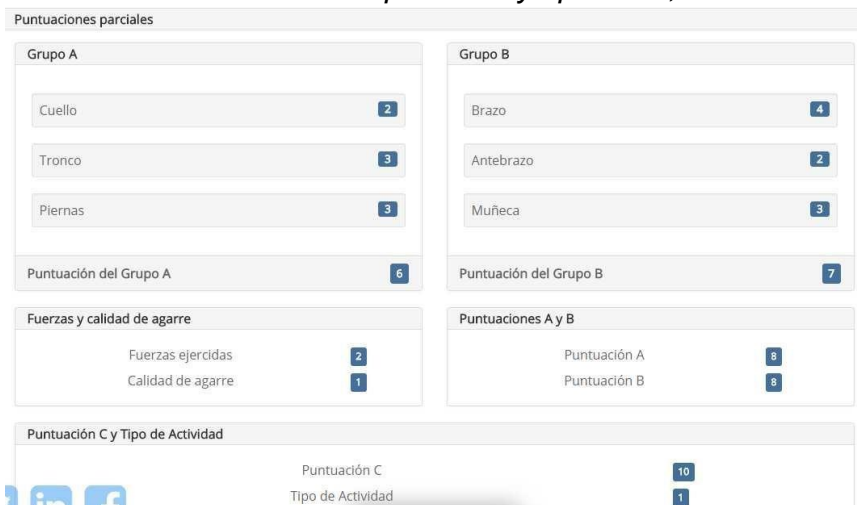 Puntuaciones parciales
Grupo A
Cuello 2
Tronco 3
Piernas 3
Puntuación del Grupo A 6
Grupo B
Brazo 4
Antebrazo 2
Muñeca 3
Puntuación del Grupo B 7
Fuerzas y calidad de agarre
Fuerzas ejercidas 2
Calidad de agarre 1
Puntuaciones A y B
Puntuación A 8
Puntuación B 8
Puntuación C y Tipo de Actividad
Puntuación C 10
Tipo de Actividad 1
in f